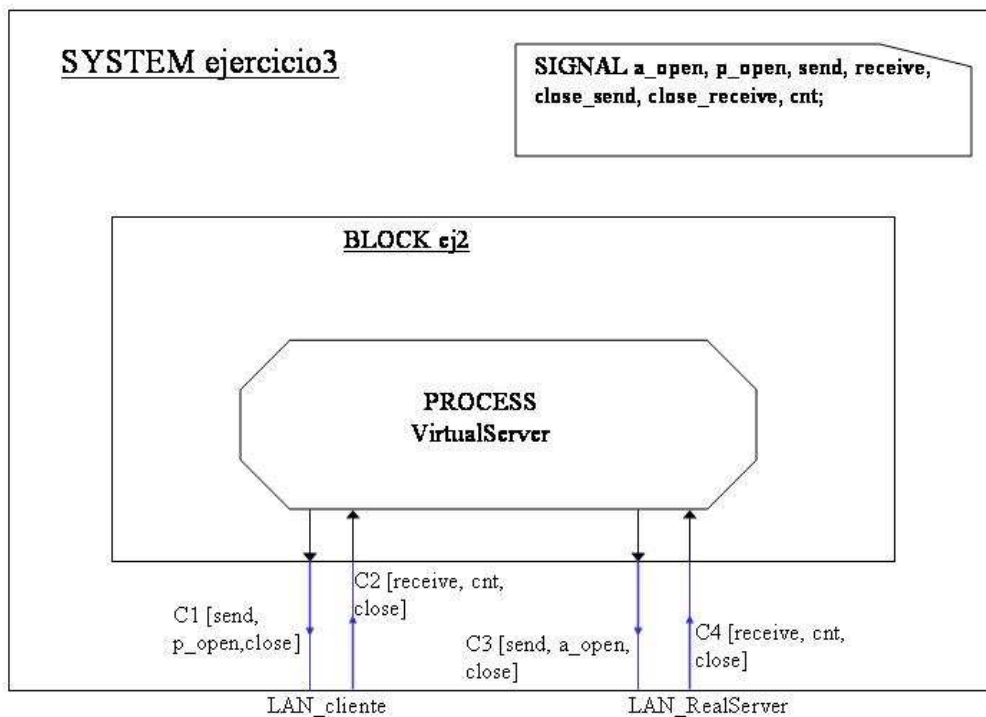 SYSTEM ejercicio3
SIGNAL a_open, p_open, send, receive,
close_send, close_receive, cnt;
BLOCK ej2
PROCESS
VirtualServer
C1 [send,
p_open,close]
C2 [receive, cnt,
close]
C3 [send, a_open,
close]
C4 [receive, cnt,
close]
LAN_cliente
LAN_RealServer